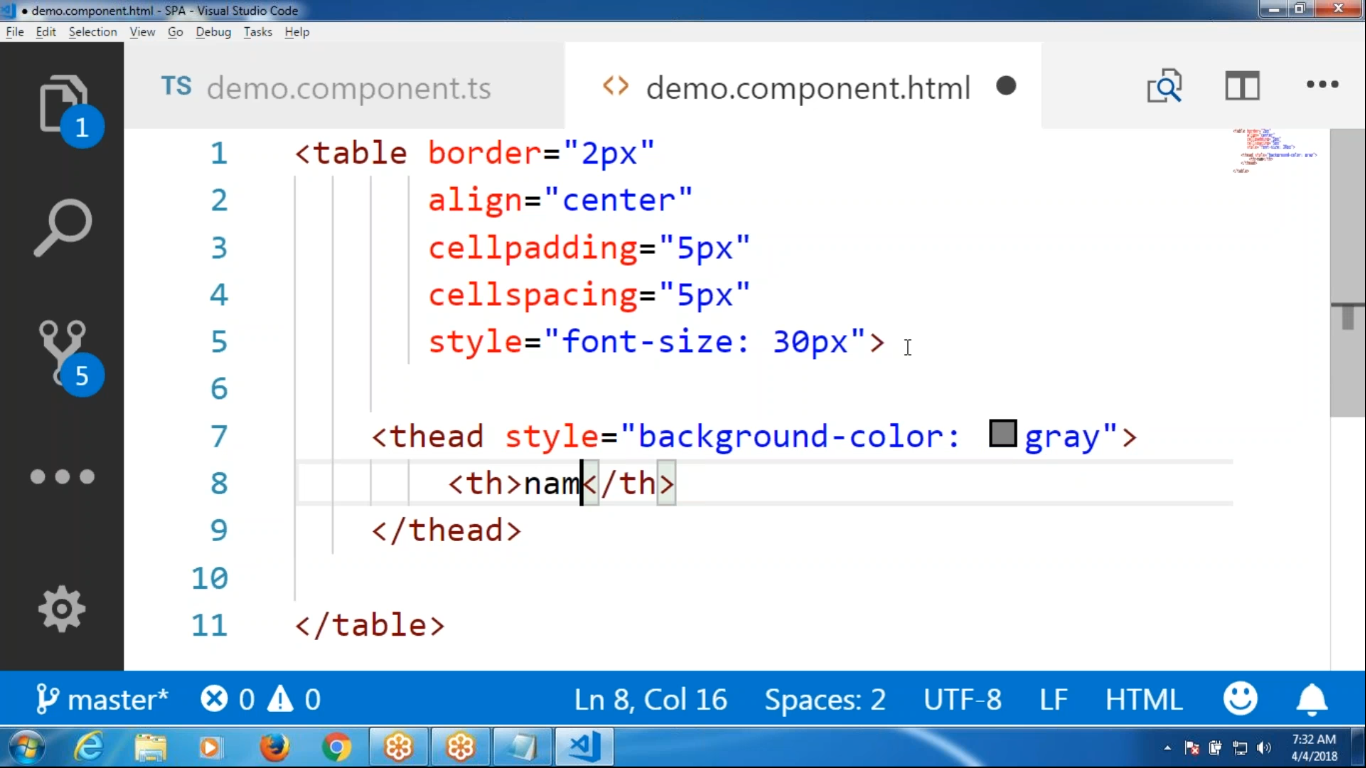 demo.component.html - SPA - Visual Studio Code
File Edit Selection View Go Debug Tasks Help
TS demo.component.ts <> demo.component.html
1 <table border="2px"
2 align="center"
3 cellpadding="5px"
4 cellspacing="5px"
5 style="font-size: 30px">
6
7 <thead style="background-color: gray">
8 <th>nam</th>
9 </thead>
10
11 </table>
1
5
master* 0 0 Ln 8, Col 16 Spaces: 2 UTF-8 LF HTML
7:32 AM
4/4/2018